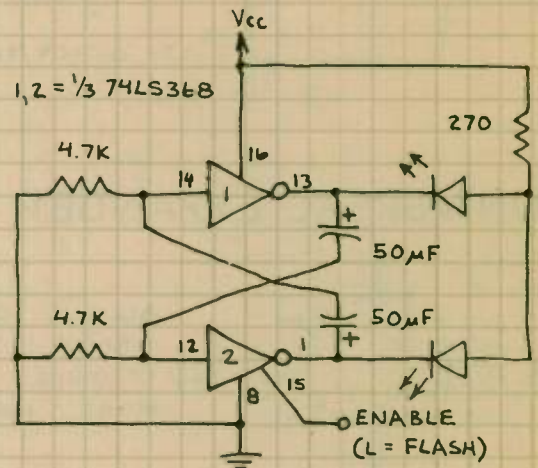 Vcc
1, 2 = 1/3 74LS368
270
4.7K
16
14
1
13
+
50µF
4.7K
50µF
+
12
2
1
15
8
ENABLE
(L = FLASH)